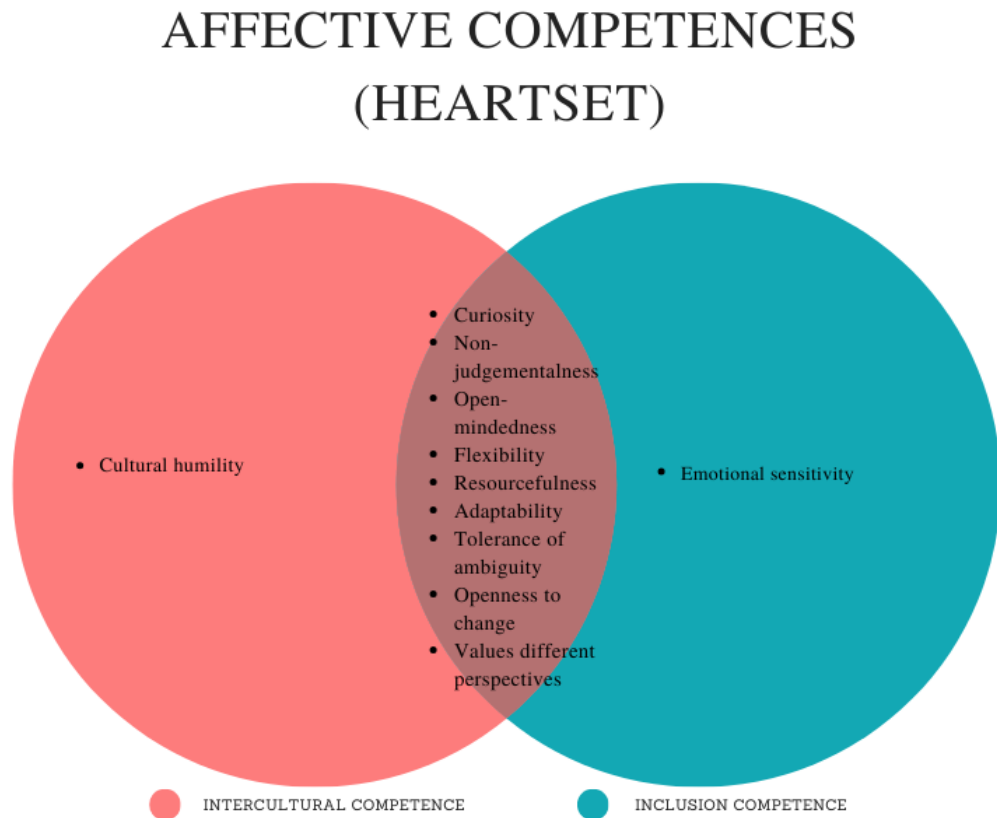 AFFECTIVE COMPETENCES
(HEARTSET)
• Cultural humility
• Curiosity
• Non-
judgementalness
• Open-
mindedness
• Flexibility
• Resourcefulness
• Adaptability
• Tolerance of
ambiguity
• Openness to
change
• Values different
perspectives
• Emotional sensitivity
INTERCULTURAL COMPETENCE
INCLUSION COMPETENCE